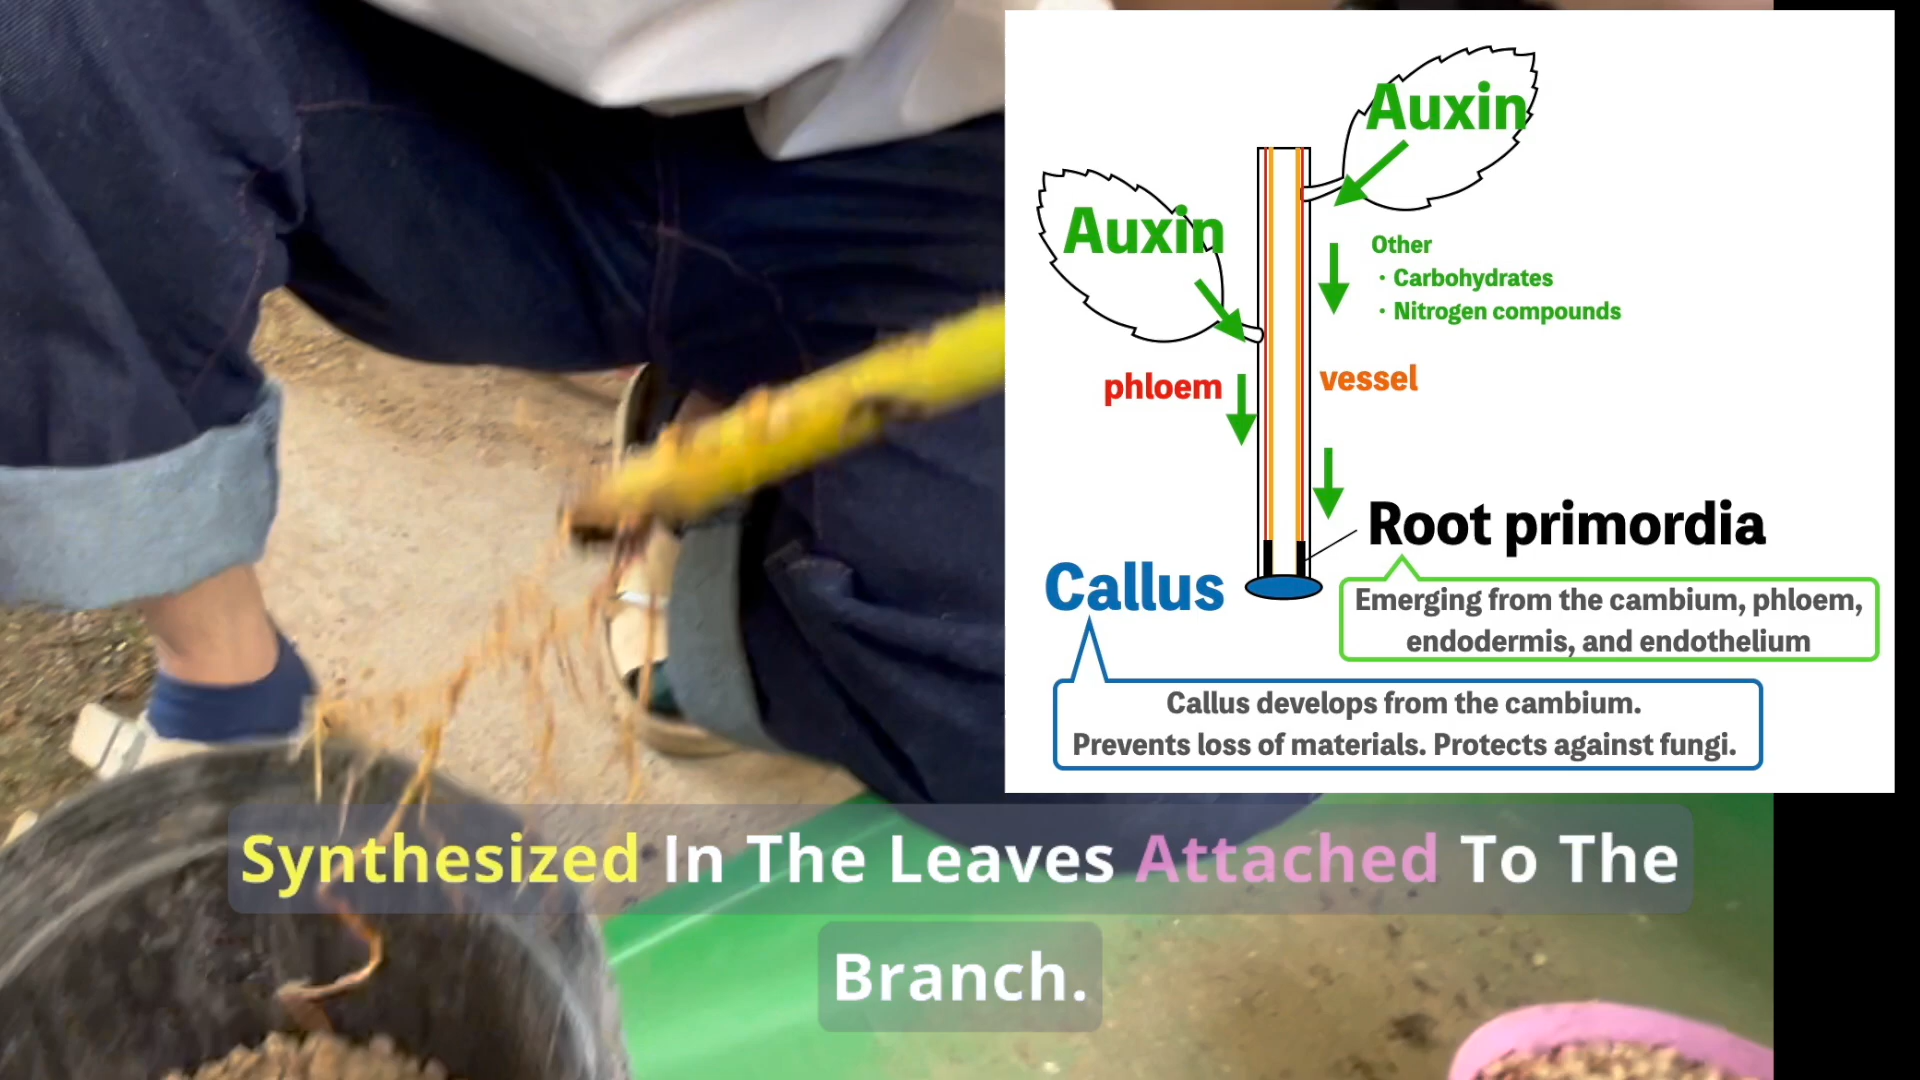 Auxin
Auxin
Other
・Carbohydrates
・Nitrogen compounds
phloem
vessel
Root primordia
Callus
Emerging from the cambium, phloem,
endodermis, and endothelium
Callus develops from the cambium.
Prevents loss of materials. Protects against fungi.
Synthesized In The Leaves Attached To The
Branch.